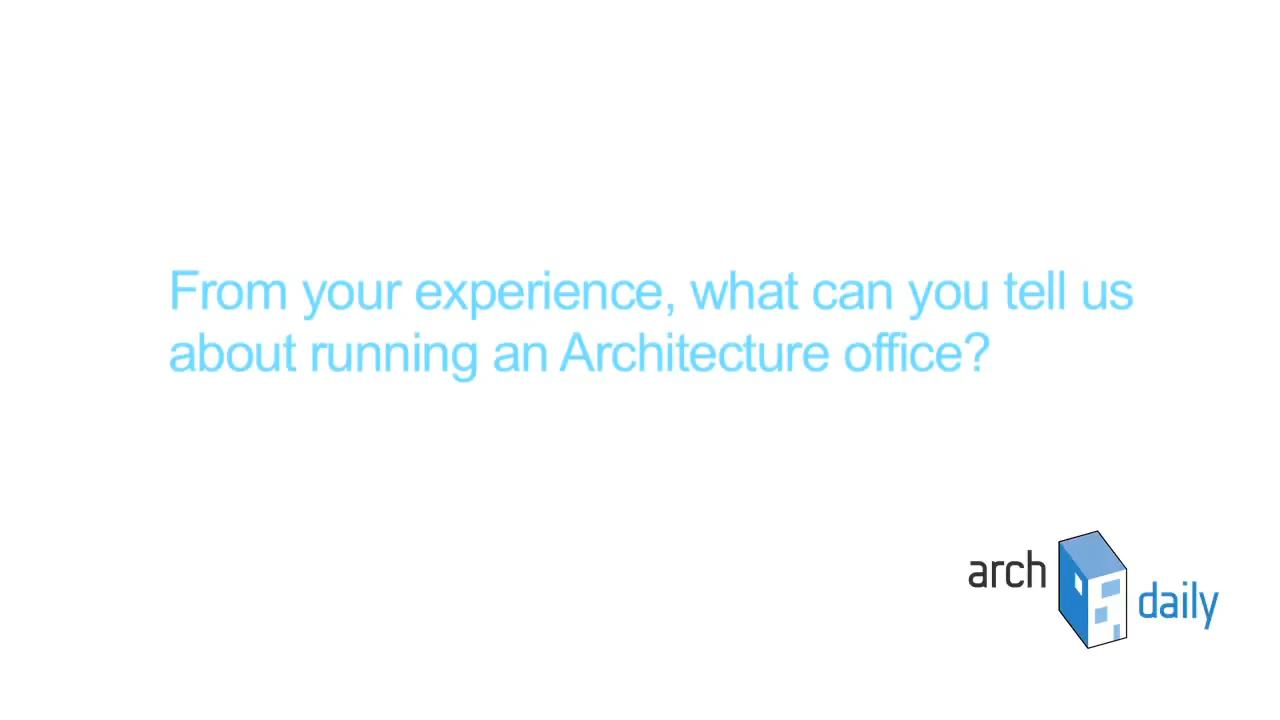 From your experience, what can you tell us
about running an Architecture office?
arch
daily